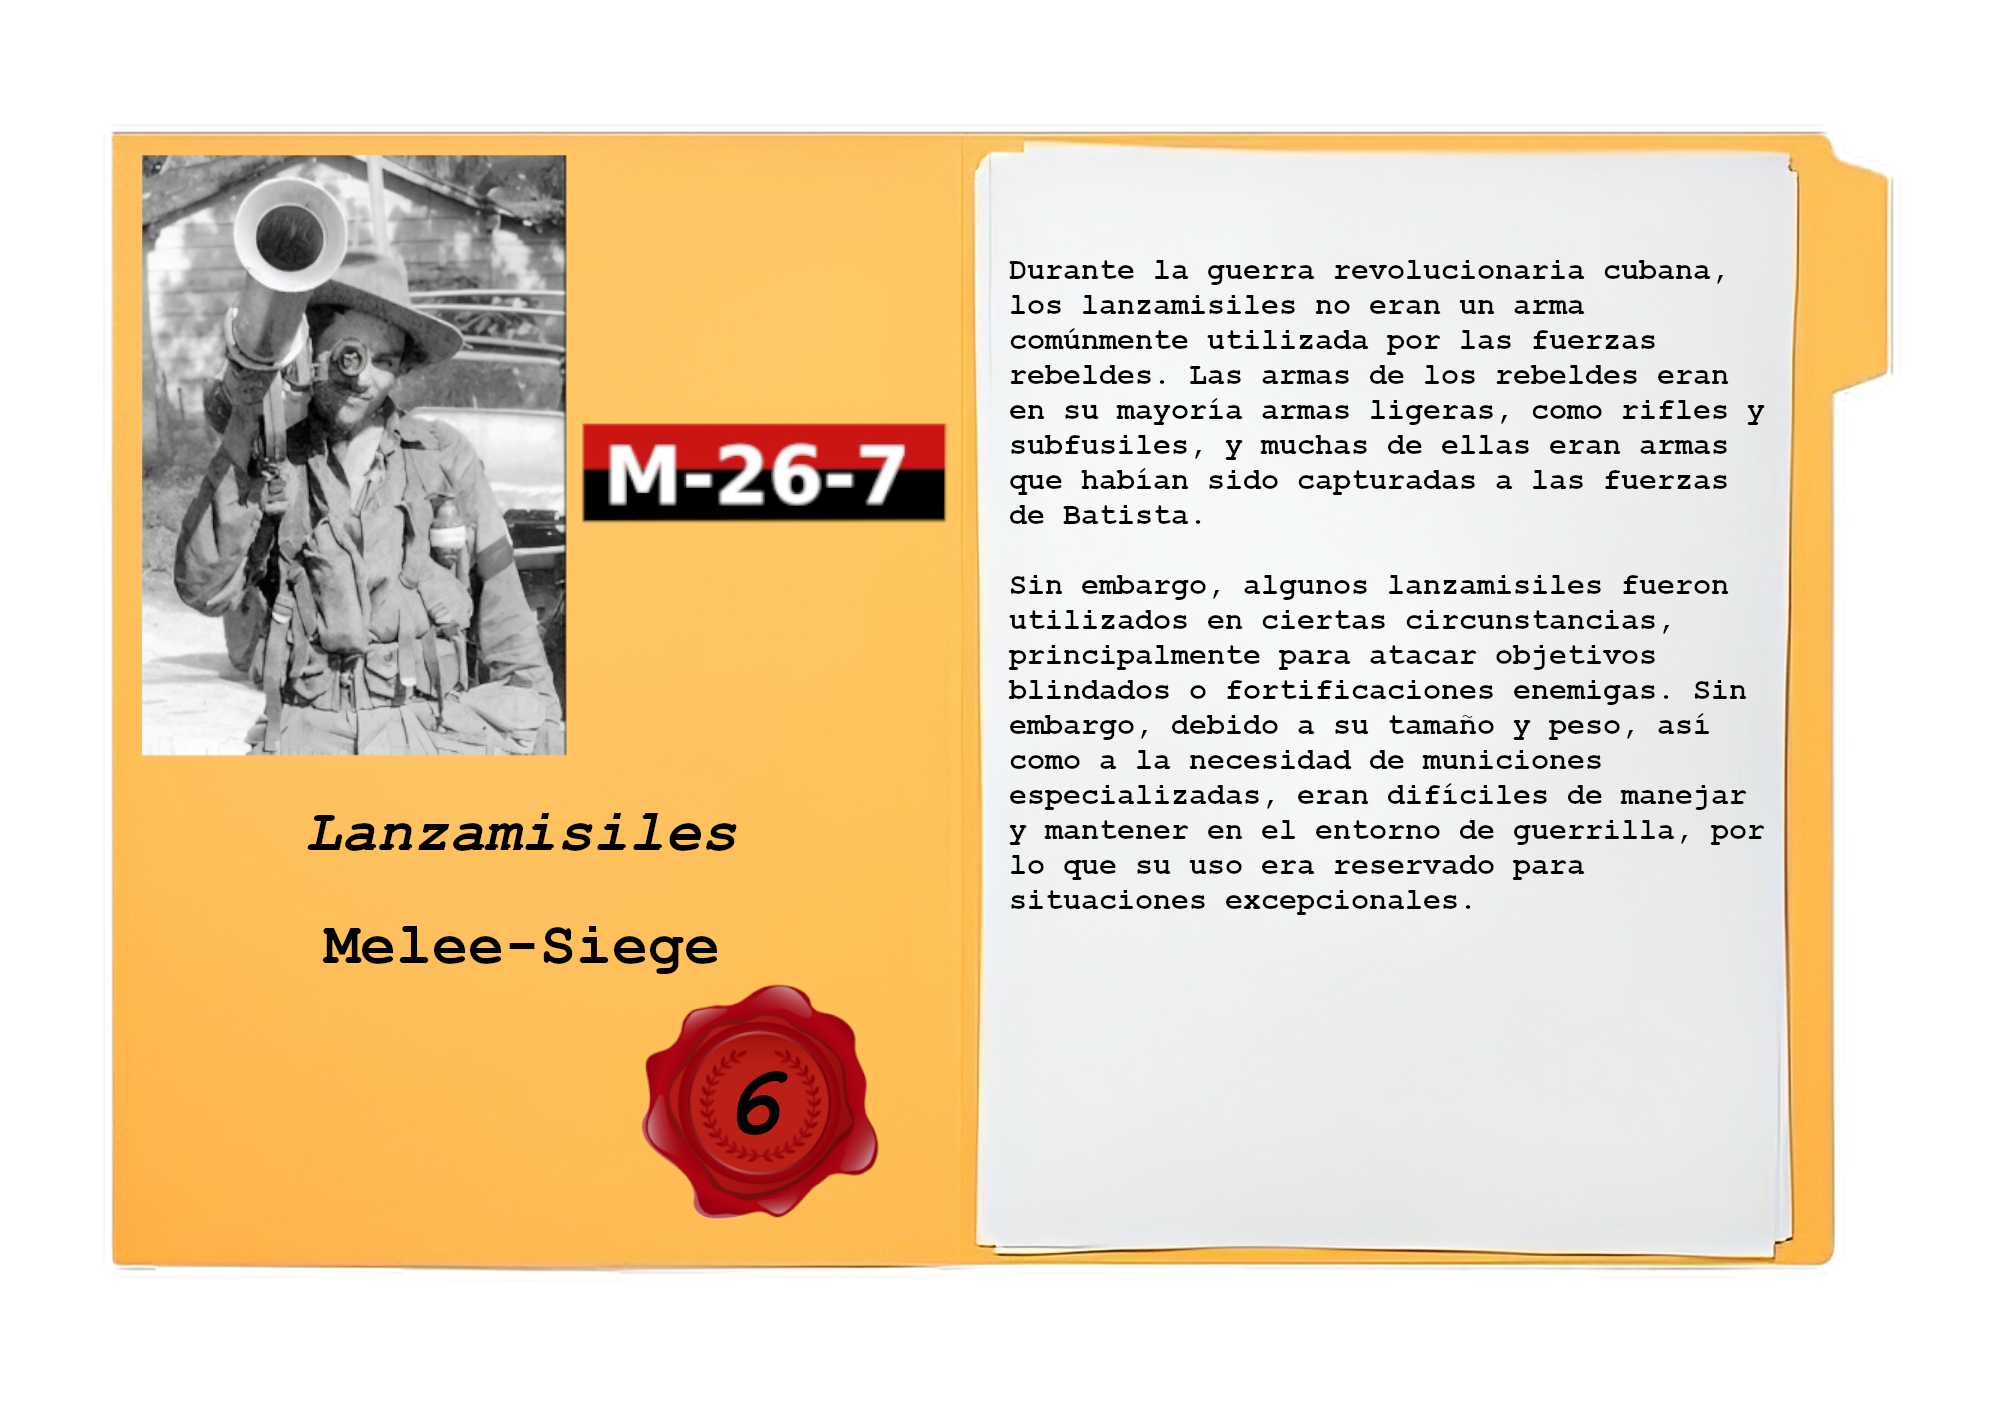 M-26-7
Lanzamisiles
Melee-Siege
6
Durante la guerra revolucionaria cubana,
los lanzamisiles no eran un arma
comúnmente utilizada por las fuerzas
rebeldes. Las armas de los rebeldes eran
en su mayoría armas ligeras, como rifles y
subfusiles, y muchas de ellas eran armas
que habían sido capturadas a las fuerzas
de Batista.
Sin embargo, algunos lanzamisiles fueron
utilizados en ciertas circunstancias,
principalmente para atacar objetivos
blindados o fortificaciones enemigas. Sin
embargo, debido a su tamaño y peso, así
como a la necesidad de municiones
especializadas, eran difíciles de manejar
y mantener en el entorno de guerrilla, por
lo que su uso era reservado para
situaciones excepcionales.